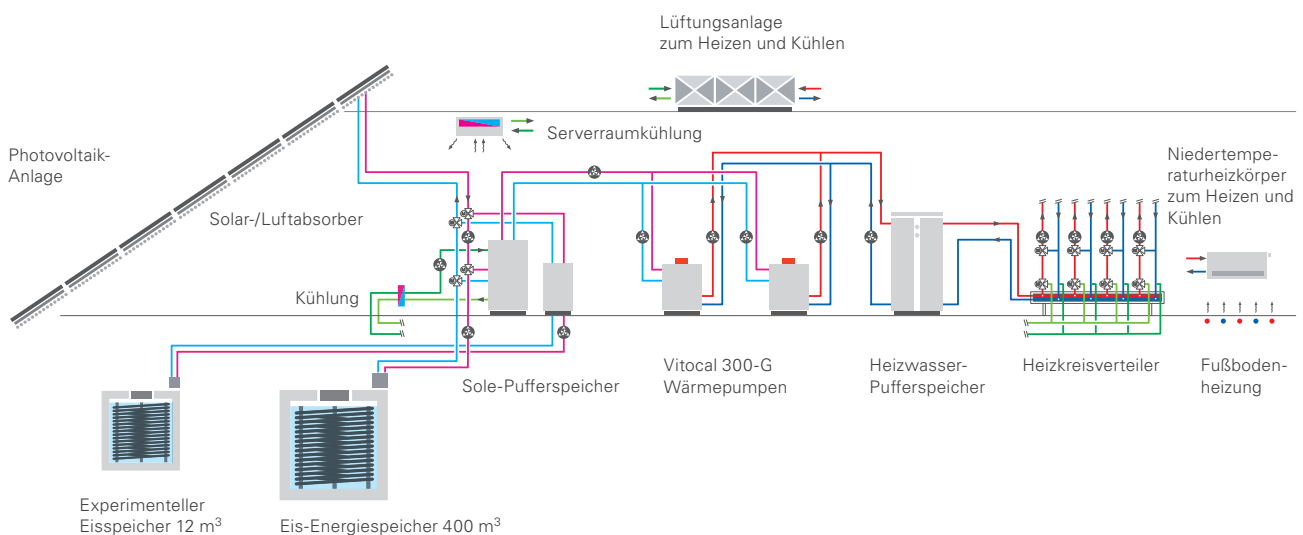 Lüftungsanlage
zum Heizen und Kühlen
Serverraumkühlung
Photovoltaik-
Anlage
Solar-/Luftabsorber
Niedertempe-
raturheizkörper
zum Heizen und
Kühlen
Kühlung
Sole-Pufferspeicher
Vitocal 300-G
Wärmepumpen
Heizwasser-
Pufferspeicher
Heizkreisverteiler
Fußboden-
heizung
Experimenteller
Eisspeicher 12 m³
Eis-Energiespeicher 400 m³